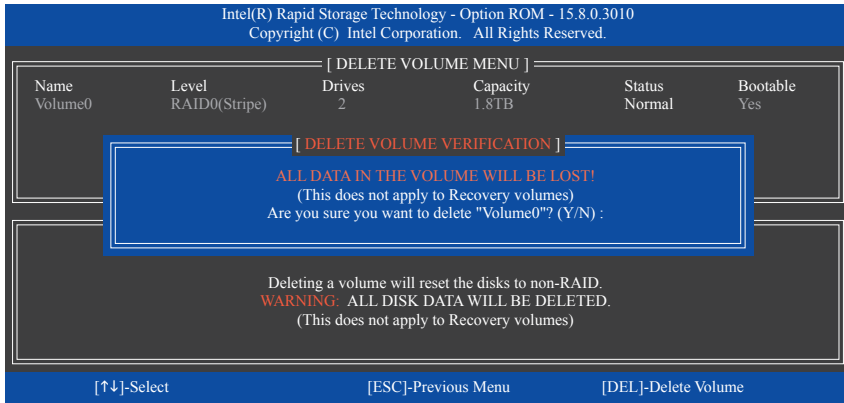 Intel(R) Rapid Storage Technology - Option ROM - 15.8.0.3010
Copyright (C) Intel Corporation. All Rights Reserved.
[ DELETE VOLUME MENU ]
Name Level Drives Capacity Status Bootable
Volume0 RAID0(Stripe) 2 1.8TB Normal Yes
[ DELETE VOLUME VERIFICATION ]
ALL DATA IN THE VOLUME WILL BE LOST!
(This does not apply to Recovery volumes)
Are you sure you want to delete "Volume0"? (Y/N) :
Deleting a volume will reset the disks to non-RAID.
WARNING: ALL DISK DATA WILL BE DELETED.
(This does not apply to Recovery volumes)
[↑↓]-Select [ESC]-Previous Menu [DEL]-Delete Volume